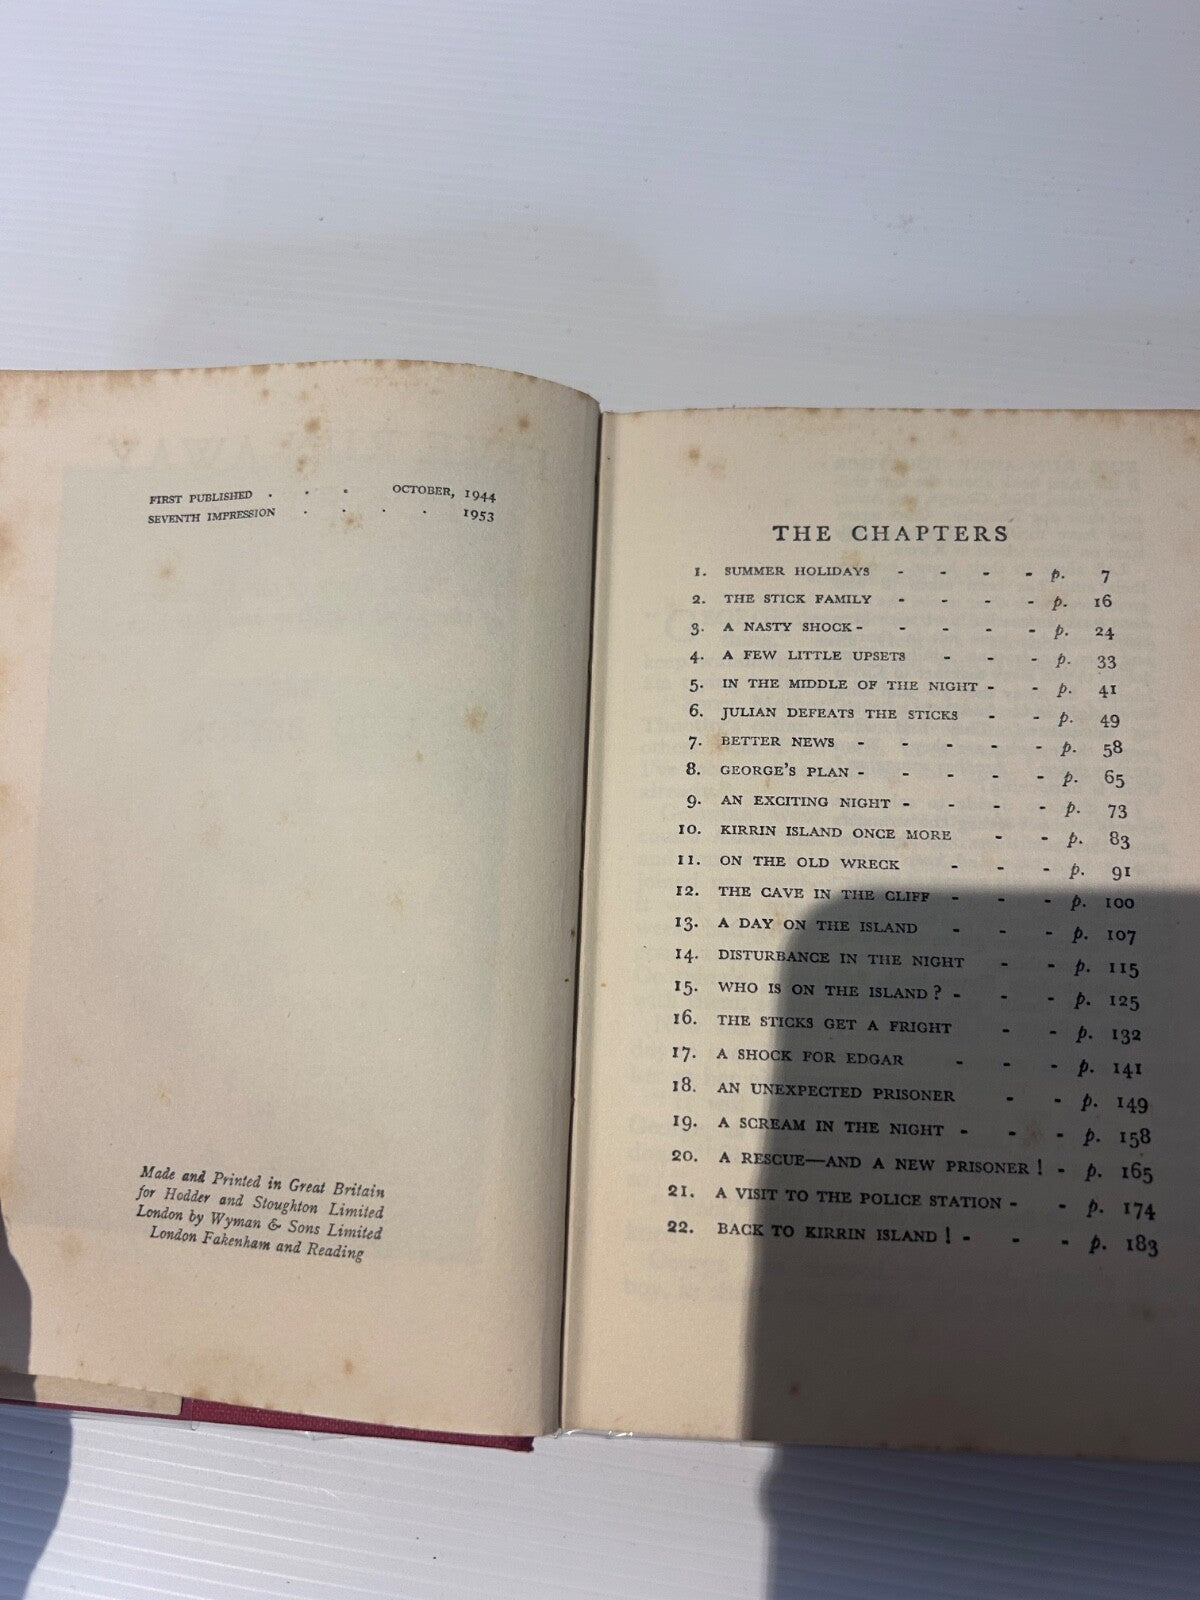 FIRST PUBLISHED . . . OCTOBER, 1944
SEVENTH IMPRESSION . . . . 1953
Made and Printed in Great Britain
for Hodder and Stoughton Limited
London by Wyman & Sons Limited
London Fakenham and Reading
THE CHAPTERS
1. SUMMER HOLIDAYS - - - - p. 7
2. THE STICK FAMILY - - - - p. 16
3. A NASTY SHOCK - - - - - p. 24
4. A FEW LITTLE UPSETS - - - p. 33
5. IN THE MIDDLE OF THE NIGHT - - p. 41
6. JULIAN DEFEATS THE STICKS - - p. 49
7. BETTER NEWS - - - - - p. 58
8. GEORGE'S PLAN - - - - - p. 65
9. AN EXCITING NIGHT - - - - p. 73
10. KIRRIN ISLAND ONCE MORE - - p. 83
11. ON THE OLD WRECK - - - p. 91
12. THE CAVE IN THE CLIFF - - - p. 100
13. A DAY ON THE ISLAND - - - p. 107
14. DISTURBANCE IN THE NIGHT - - p. 115
15. WHO IS ON THE ISLAND? - - - p. 125
16. THE STICKS GET A FRIGHT - - p. 132
17. A SHOCK FOR EDGAR - - - p. 141
18. AN UNEXPECTED PRISONER - - p. 149
19. A SCREAM IN THE NIGHT - - - p. 158
20. A RESCUE—AND A NEW PRISONER! - p. 165
21. A VISIT TO THE POLICE STATION - - p. 174
22. BACK TO KIRRIN ISLAND! - - - p. 183